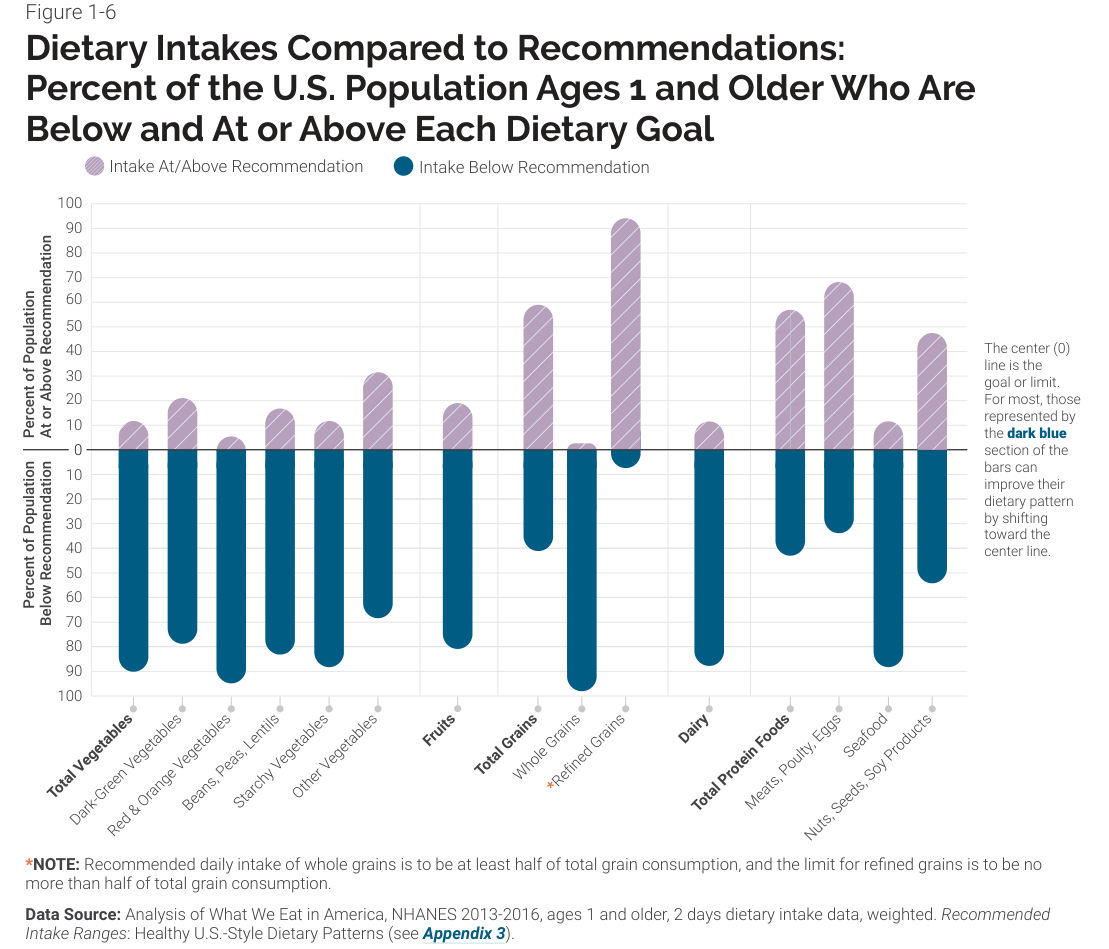 Figure 1-6
Dietary Intakes Compared to Recommendations:
Percent of the U.S. Population Ages 1 and Older Who Are
Below and At or Above Each Dietary Goal
Intake At/Above Recommendation
Intake Below Recommendation
Percent of Population
At or Above Recommendation
Percent of Population
Below Recommendation
100
90
80
70
60
50
40
30
20
10
0
10
20
30
40
50
60
70
80
90
100
The center (0)
line is the
goal or limit.
For most, those
represented by
the dark blue
section of the
bars can
improve their
dietary pattern
by shifting
toward the
center line.
Total Vegetables
Dark-Green Vegetables
Red & Orange Vegetables
Beans, Peas, Lentils
Starchy Vegetables
Other Vegetables
Fruits
Total Grains
Whole Grains
*Refined Grains
Dairy
Total Protein Foods
Meats, Poulty, Eggs
Seafood
Nuts, Seeds, Soy Products
*NOTE: Recommended daily intake of whole grains is to be at least half of total grain consumption, and the limit for refined grains is to be no
more than half of total grain consumption.
Data Source: Analysis of What We Eat in America, NHANES 2013-2016, ages 1 and older, 2 days dietary intake data, weighted. Recommended
Intake Ranges: Healthy U.S.-Style Dietary Patterns (see Appendix 3).